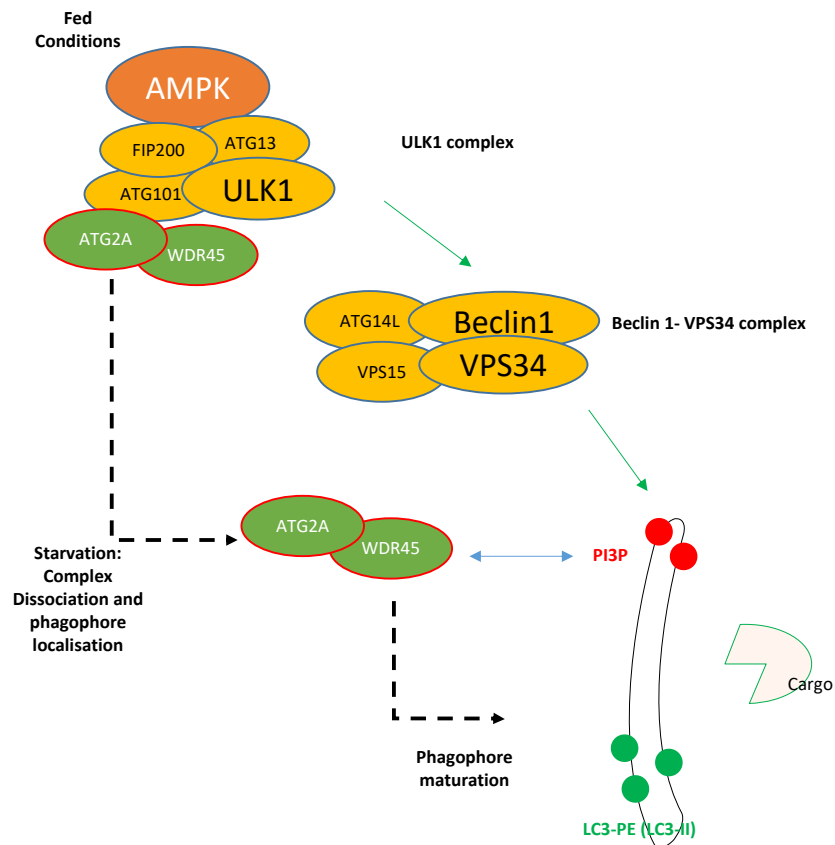 Fed
Conditions
AMPK
FIP200
ATG13
ATG101
ULK1
ULK1 complex
ATG2A
WDR45
ATG14L
Beclin1
Beclin 1- VPS34 complex
VPS15
VPS34
ATG2A
WDR45
PI3P
Starvation:
Complex
Dissociation and
phagophore
localisation
Cargo
Phagophore
maturation
LC3-PE (LC3-II)